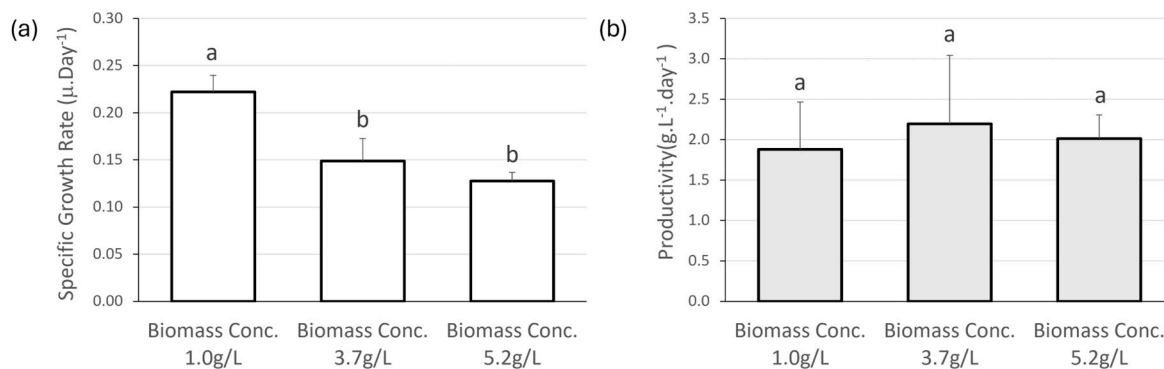 (a)
Specific Growth Rate (µ.Day⁻¹)
0.30
0.25
0.20
0.15
0.10
0.05
0.00
a
b
b
Biomass Conc.
1.0g/L
Biomass Conc.
3.7g/L
Biomass Conc.
5.2g/L
(b)
Productivity(g.L⁻¹.day⁻¹ )
3.5
3.0
2.5
2.0
1.5
1.0
0.5
0.0
a
a
a
Biomass Conc.
1.0g/L
Biomass Conc.
3.7g/L
Biomass Conc.
5.2g/L